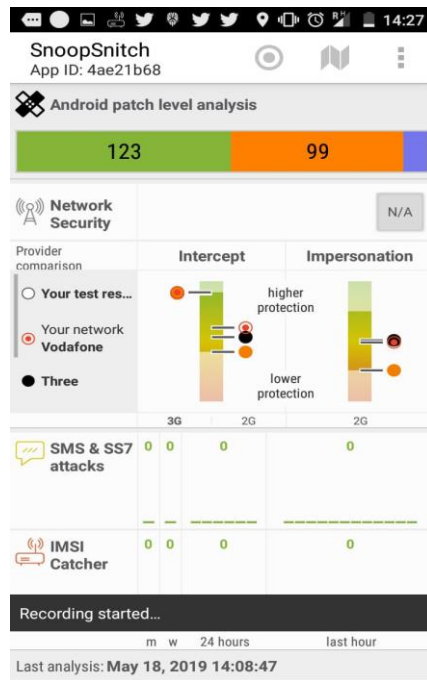 14:27
SnoopSnitch
App ID: 4ae21b68
Android patch level analysis
123 99
Network Security
N/A
Provider comparison
Intercept Impersonation
Your test res...
Your network
Vodafone
Three
higher
protection
lower
protection
3G 2G 2G
SMS & SS7 0 0 0 0
attacks
IMSI 0 0 0 0
Catcher
Recording started...
m w 24 hours last hour
Last analysis: May 18, 2019 14:08:47